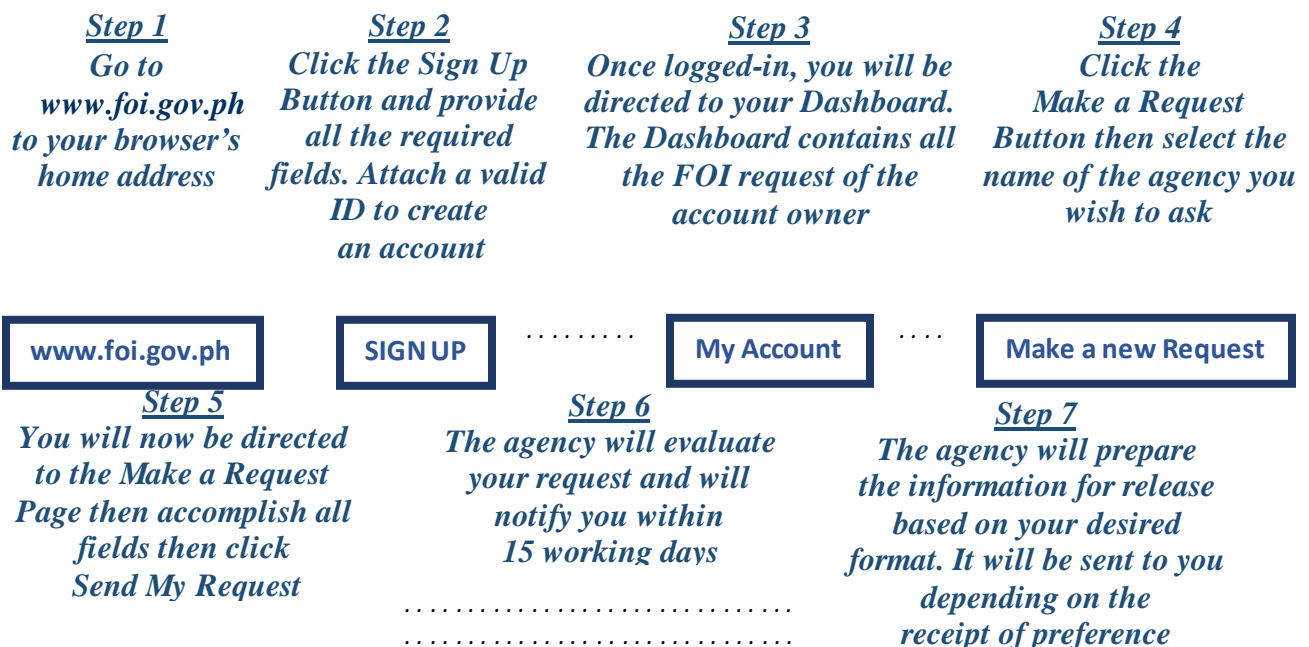 Step 1
Go to
www.foi.gov.ph
to your browser's
home address
Step 2
Click the Sign Up
Button and provide
all the required
fields. Attach a valid
ID to create
an account
Step 3
Once logged-in, you will be
directed to your Dashboard.
The Dashboard contains all
the FOI request of the
account owner
Step 4
Click the
Make a Request
Button then select the
name of the agency you
wish to ask
www.foi.gov.ph
SIGN UP
. . . . . . . . .
My Account
. . . .
Make a new Request
Step 5
You will now be directed
to the Make a Request
Page then accomplish all
fields then click
Send My Request
Step 6
The agency will evaluate
your request and will
notify you within
15 working days
. . . . . . . . . . . . . . . . . . . . . . . . . . . . . . .
. . . . . . . . . . . . . . . . . . . . . . . . . . . . . . .
Step 7
The agency will prepare
the information for release
based on your desired
format. It will be sent to you
depending on the
receipt of preference